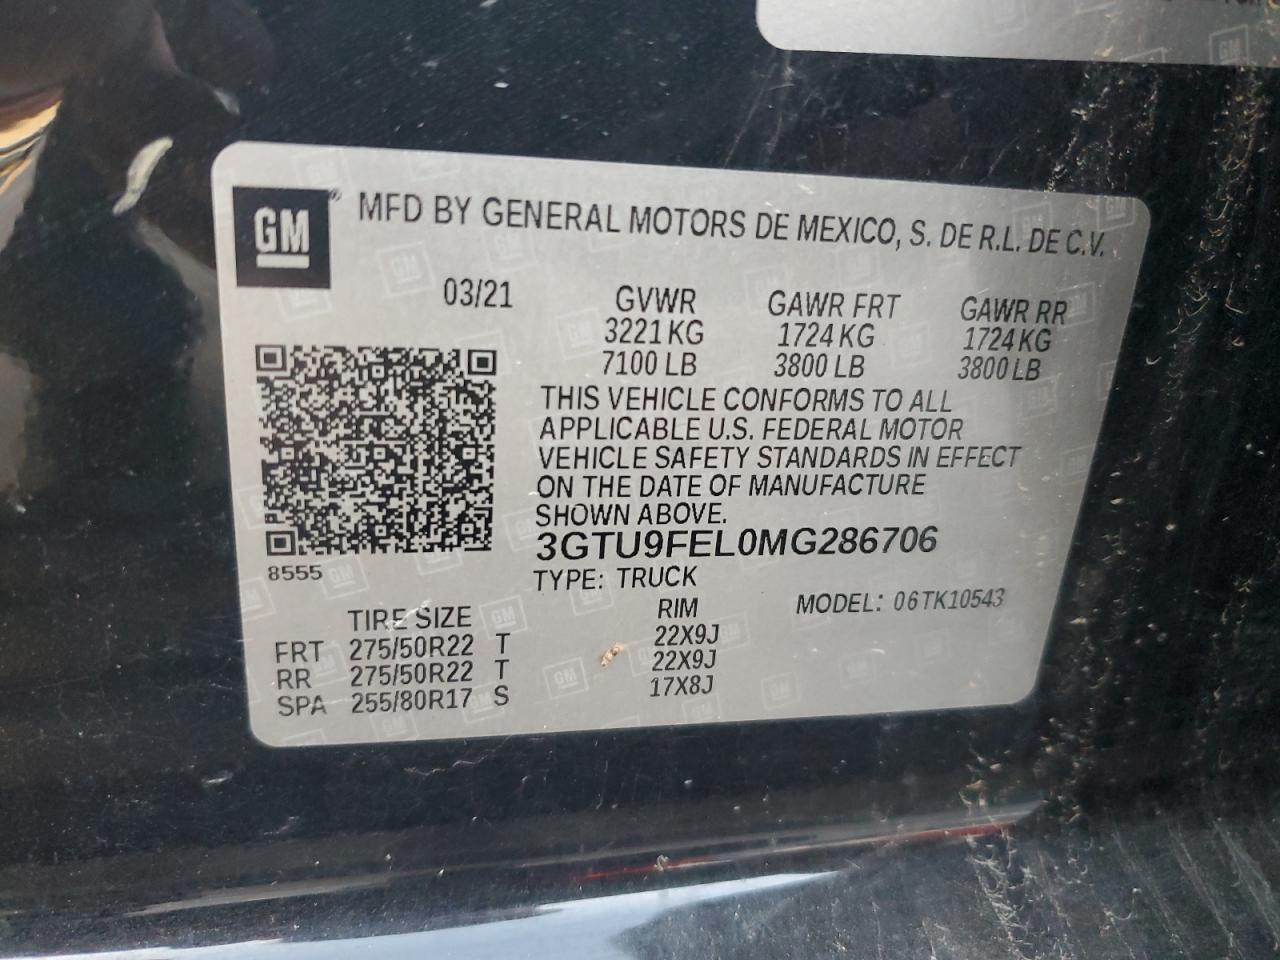 GM® MFD BY GENERAL MOTORS DE MEXICO, S. DE R.L. DE C.V.
03/21 GVWR GAWR FRT GAWR RR
3221 KG 1724 KG 1724 KG
7100 LB 3800 LB 3800 LB
THIS VEHICLE CONFORMS TO ALL
APPLICABLE U.S. FEDERAL MOTOR
VEHICLE SAFETY STANDARDS IN EFFECT
ON THE DATE OF MANUFACTURE
SHOWN ABOVE.
3GTU9FEL0MG286706
8555
TYPE: TRUCK
TIRE SIZE RIM MODEL: 06TK10543
FRT 275/50R22 T 22X9J
RR 275/50R22 T 22X9J
SPA 255/80R17 S 17X8J